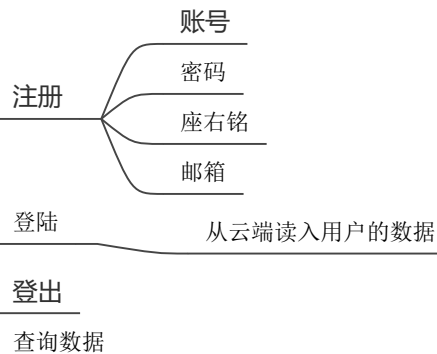 账号
密码
注册
座右铭
邮箱
登陆
从云端读入用户的数据
登出
查询数据